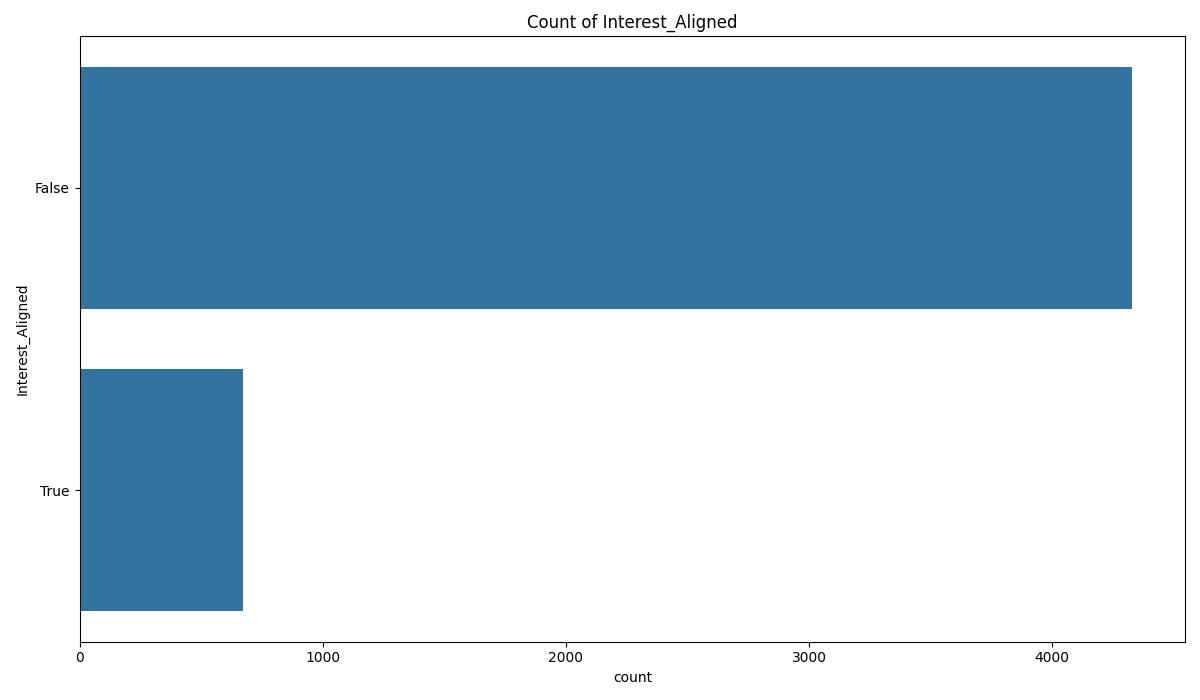 Count of Interest_Aligned
Interest_Aligned
False
True
0 1000 2000 3000 4000
count